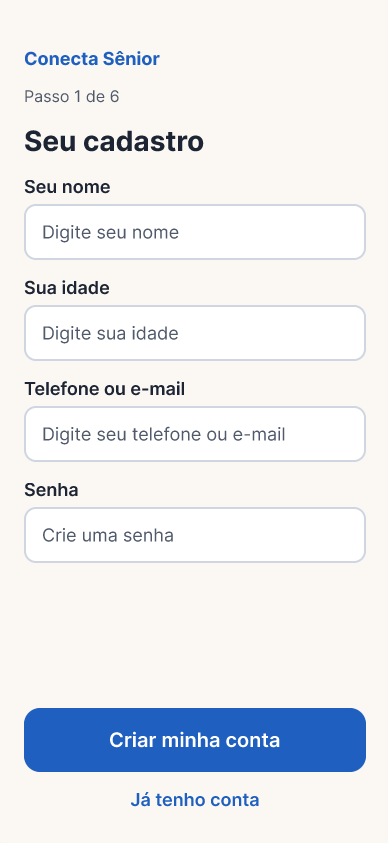 Conecta Sênior
Passo 1 de 6
Seu cadastro
Seu nome
Digite seu nome
Sua idade
Digite sua idade
Telefone ou e-mail
Digite seu telefone ou e-mail
Senha
Crie uma senha
Criar minha conta
Já tenho conta